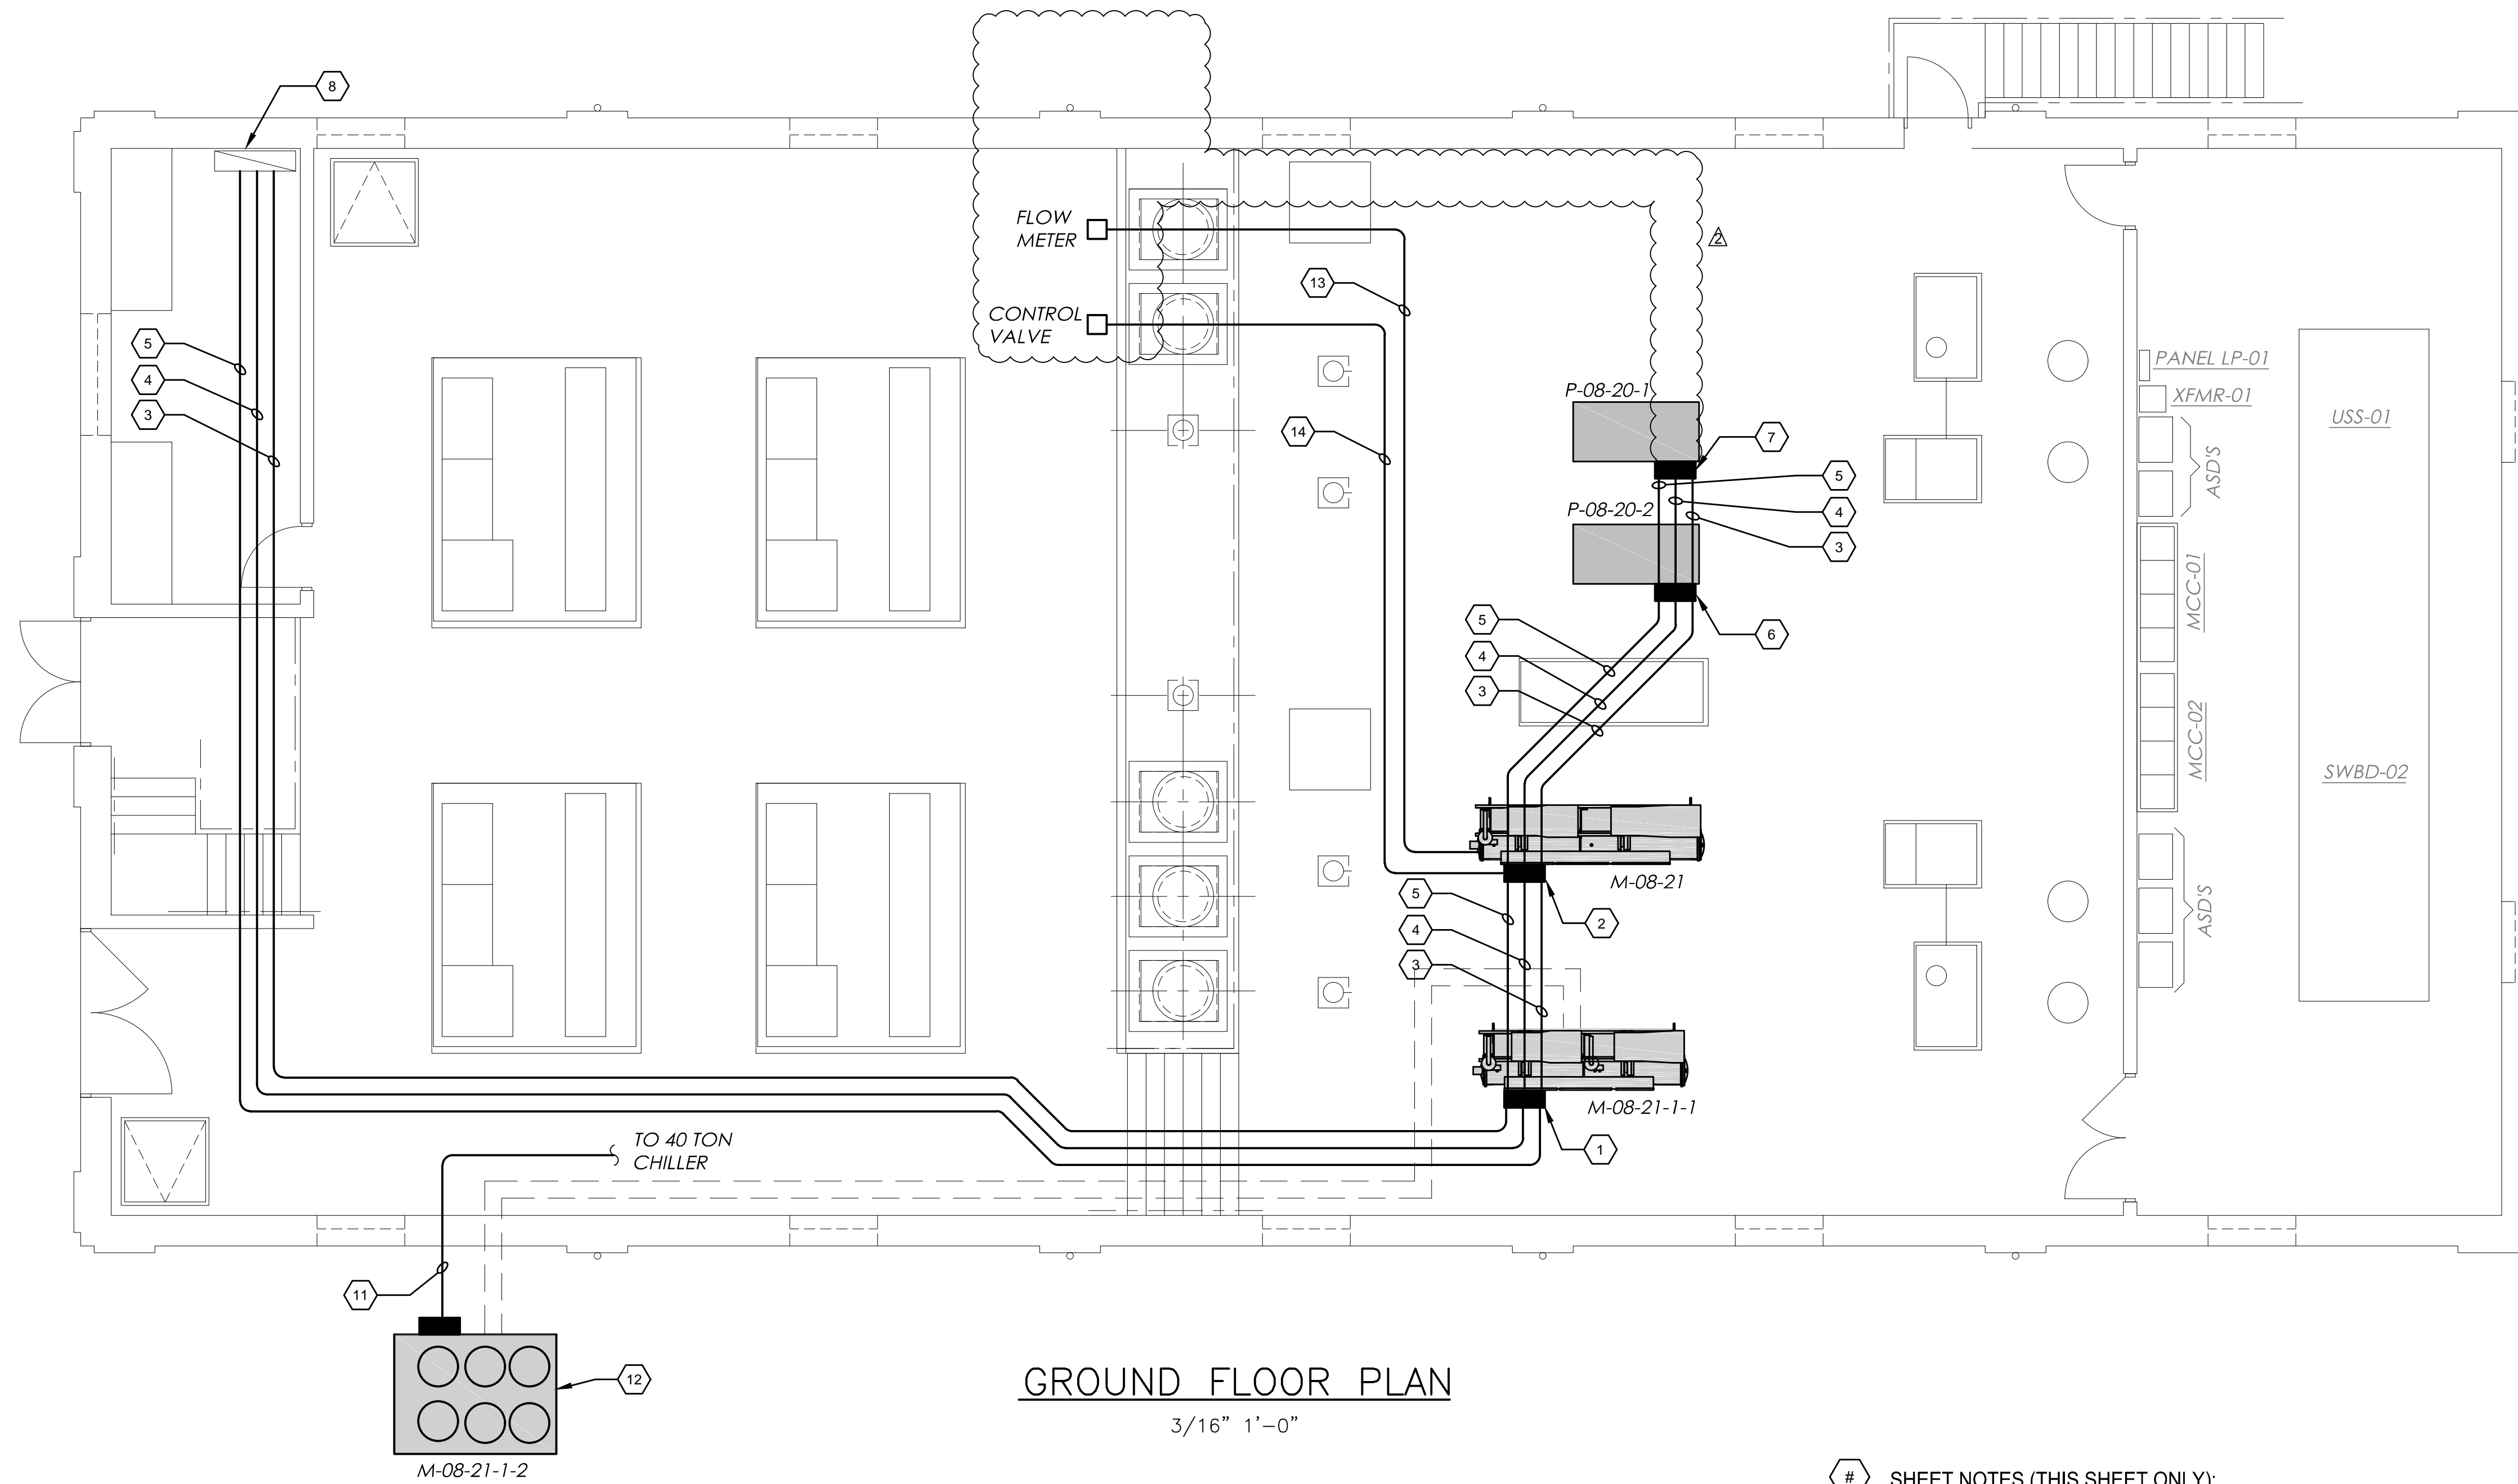 8
FLOW
METER
2
13
CONTROL
VALVE
5
4
3
PANEL LP-01
XFMR-01
USS-01
P-08-20-1
14
7
ASD'S
5
4
P-08-20-2
3
MCC-01
5
6
4
3
MCC-02
SWBD-02
M-08-21
5
2
4
3
ASD'S
M-08-21-1-1
TO 40 TON
CHILLER
1
11
12
GROUND FLOOR PLAN
3/16" 1'-0"
M-08-21-1-2
# SHEET NOTES (THIS SHEET ONLY):